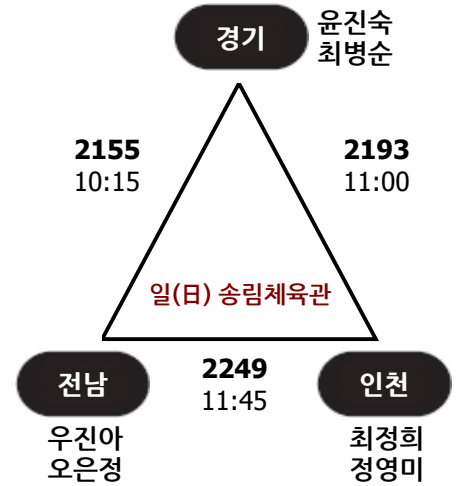 경기
윤진숙
최병순
2155
10:15
2193
11:00
일(日) 송림체육관
2249
11:45
전남
우진아
오은정
인천
최정희
정영미